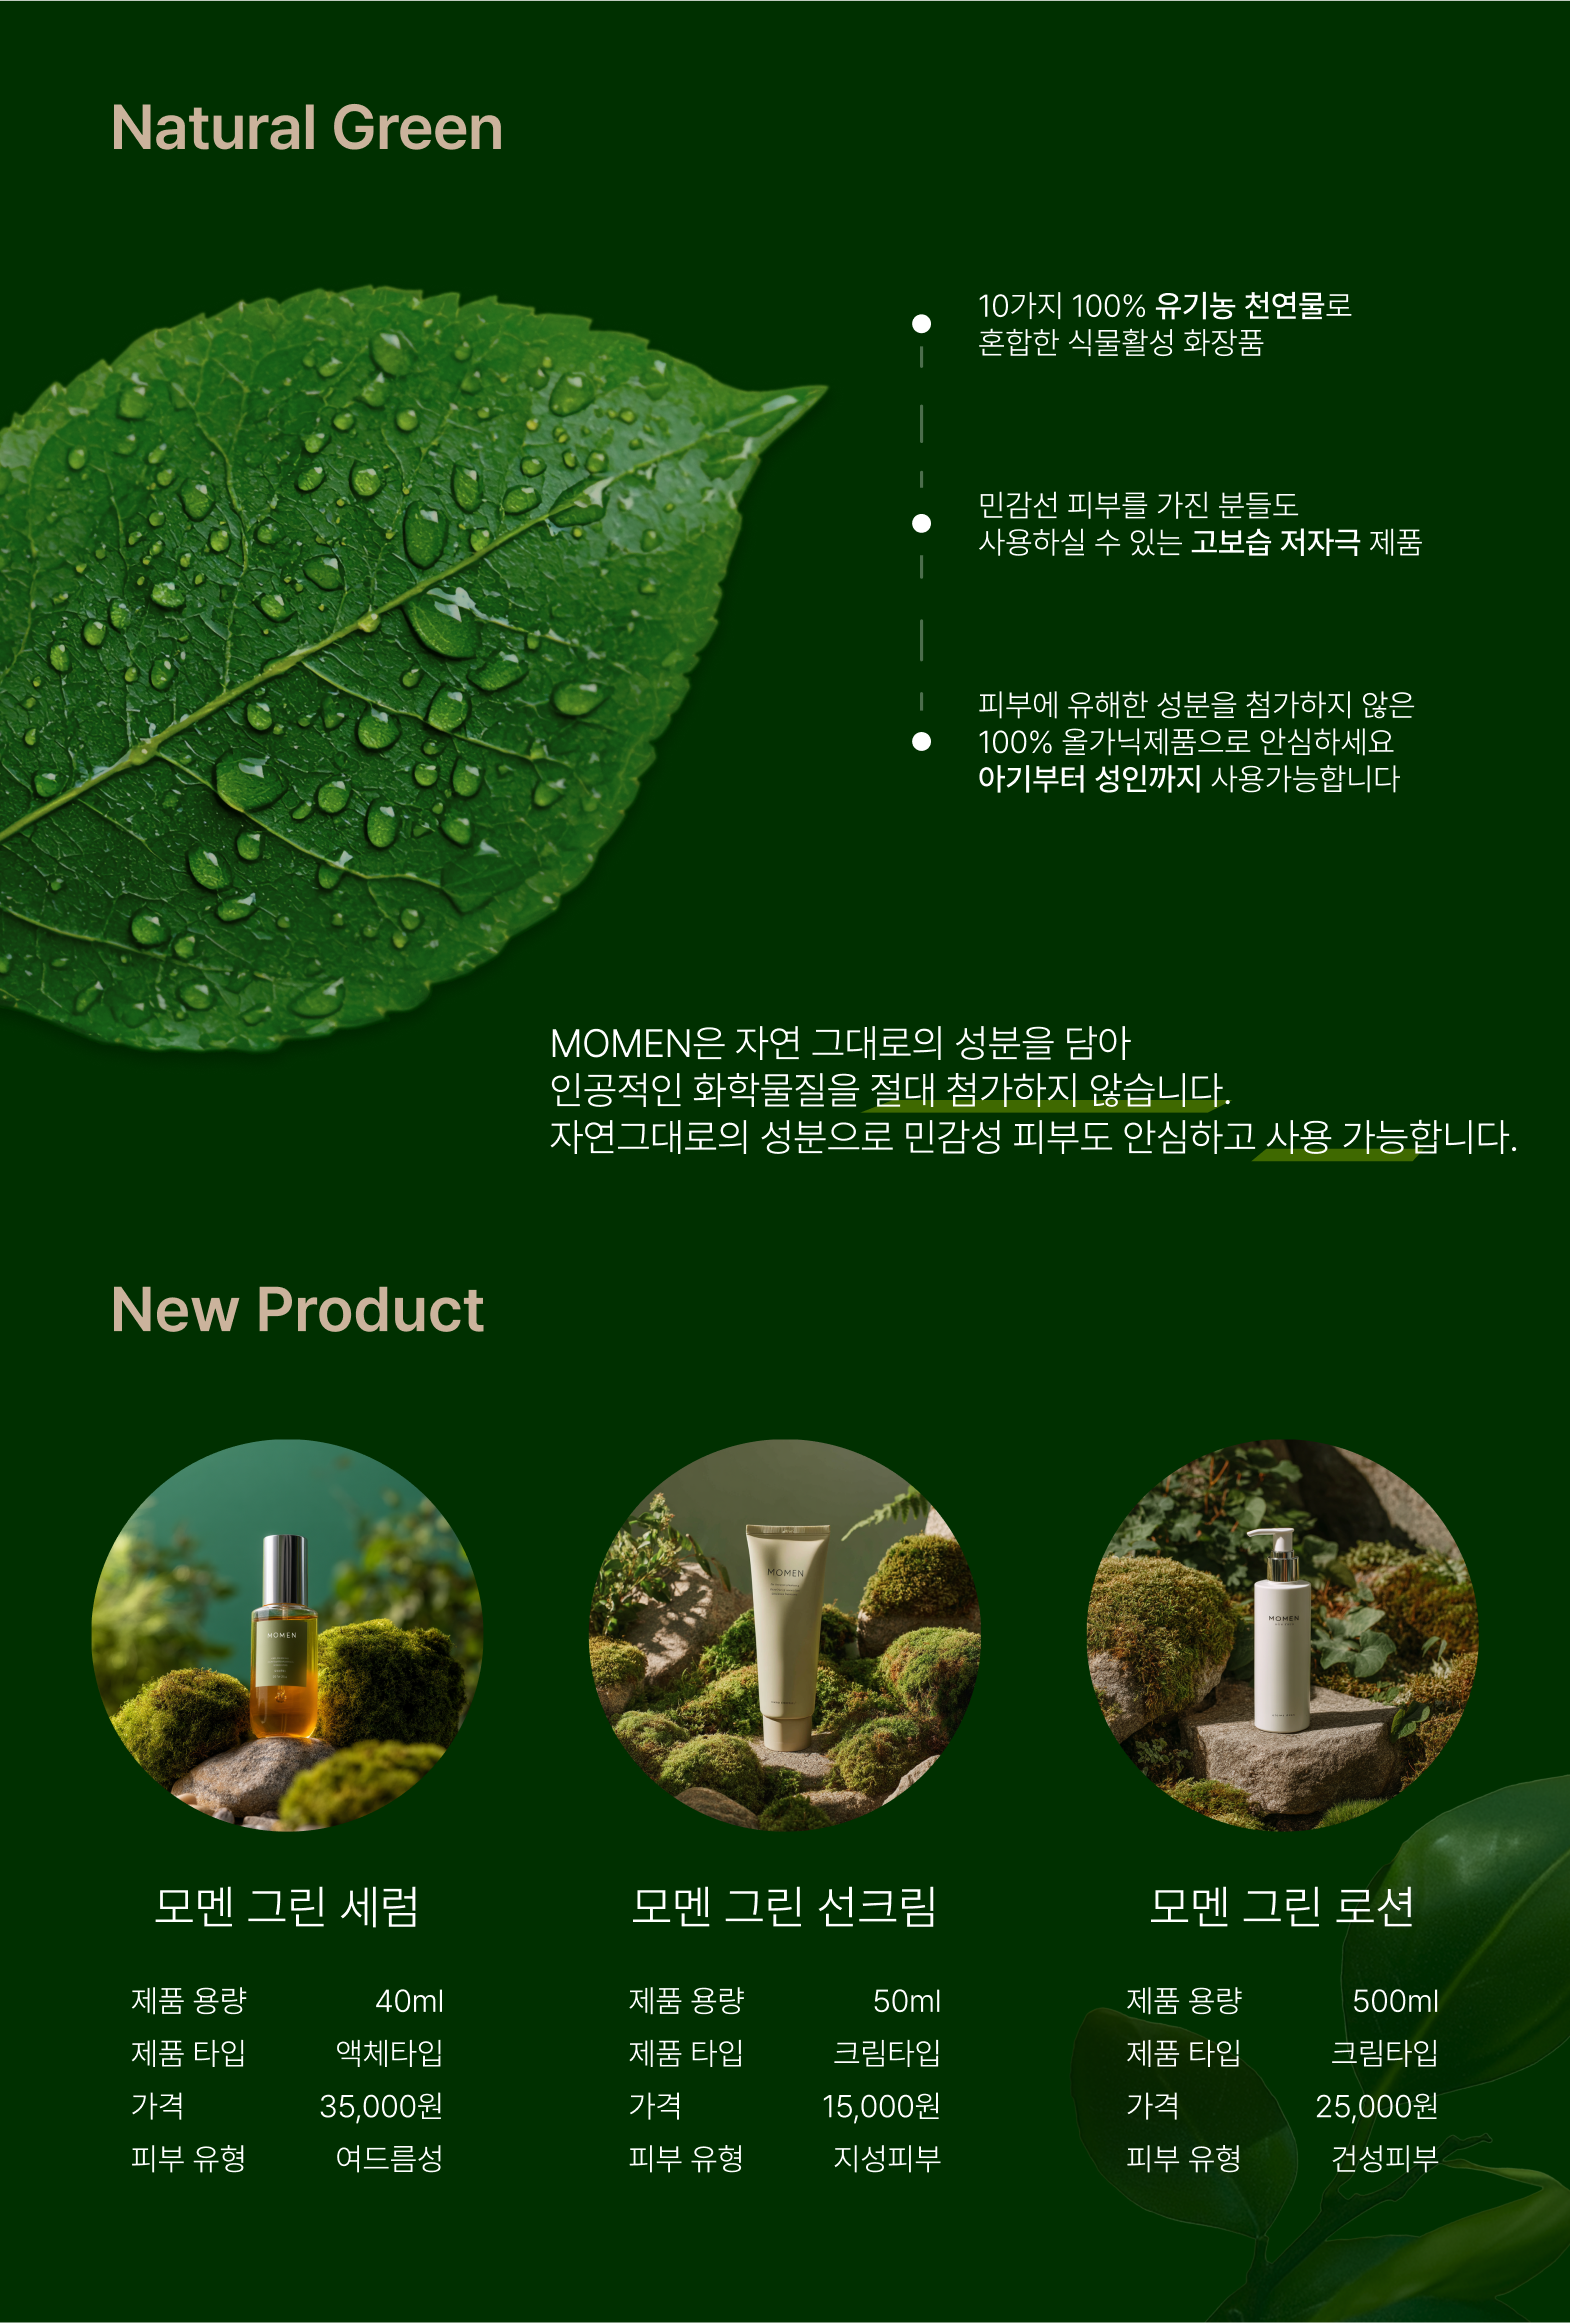 Natural Green
10가지 100% 유기농 천연물로
혼합한 식물활성 화장품
민감선 피부를 가진 분들도
사용하실 수 있는 고보습 저자극 제품
피부에 유해한 성분을 첨가하지 않은
100% 올가닉제품으로 안심하세요
아기부터 성인까지 사용가능합니다
MOMEN은 자연 그대로의 성분을 담아
인공적인 화학물질을 절대 첨가하지 않습니다.
자연그대로의 성분으로 민감성 피부도 안심하고 사용 가능합니다.
New Product
MOMEN
MOMEN
MOMEN
모멘 그린 세럼
제품 용량 40ml
제품 타입 액체타입
가격 35,000원
피부 유형 여드름성
모멘 그린 선크림
제품 용량 50ml
제품 타입 크림타입
가격 15,000원
피부 유형 지성피부
모멘 그린 로션
제품 용량 500ml
제품 타입 크림타입
가격 25,000원
피부 유형 건성피부